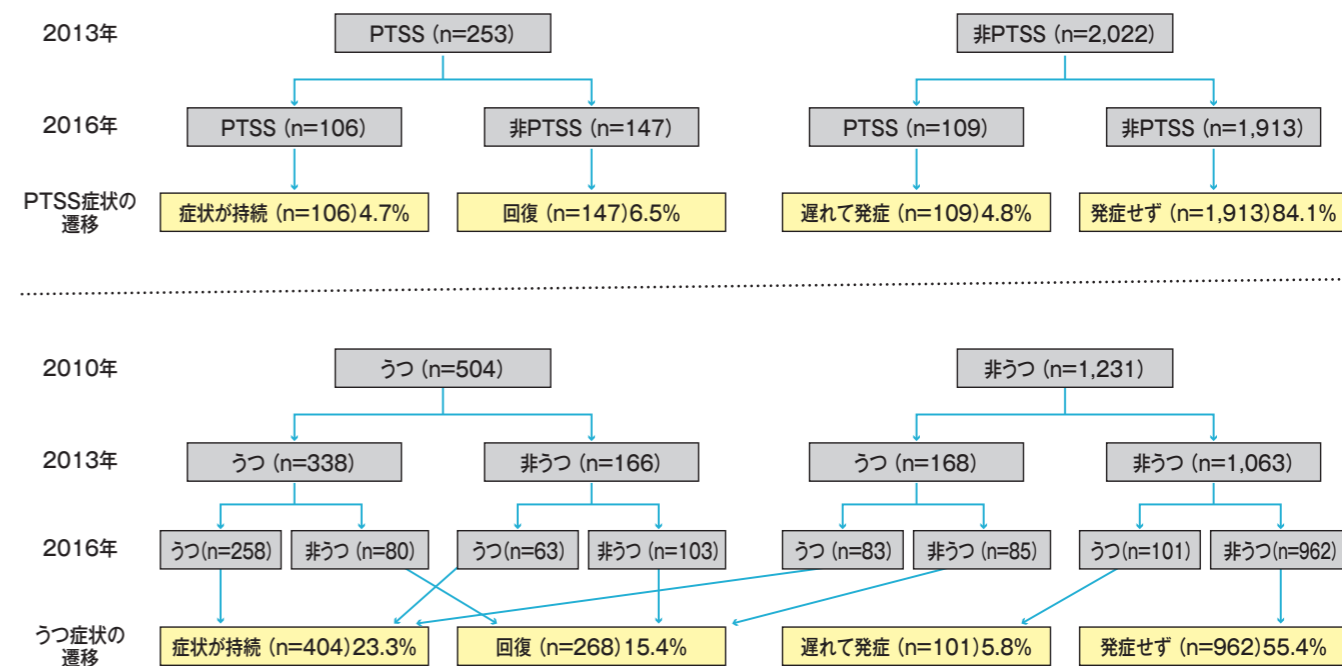 2013年
PTSS (n=253)
非PTSS (n=2,022)
2016年
PTSS (n=106)
非PTSS (n=147)
PTSS (n=109)
非PTSS (n=1,913)
PTSS症状の
遷移
症状が持続 (n=106)4.7%
回復 (n=147)6.5%
遅れて発症 (n=109)4.8%
発症せず (n=1,913)84.1%
2010年
うつ (n=504)
非うつ (n=1,231)
2013年
うつ (n=338)
非うつ (n=166)
うつ (n=168)
非うつ (n=1,063)
2016年
うつ(n=258)
非うつ(n=80)
うつ(n=63)
非うつ(n=103)
うつ(n=83)
非うつ(n=85)
うつ(n=101)
非うつ(n=962)
うつ症状の
遷移
症状が持続 (n=404)23.3%
回復 (n=268)15.4%
遅れて発症 (n=101)5.8%
発症せず (n=962)55.4%